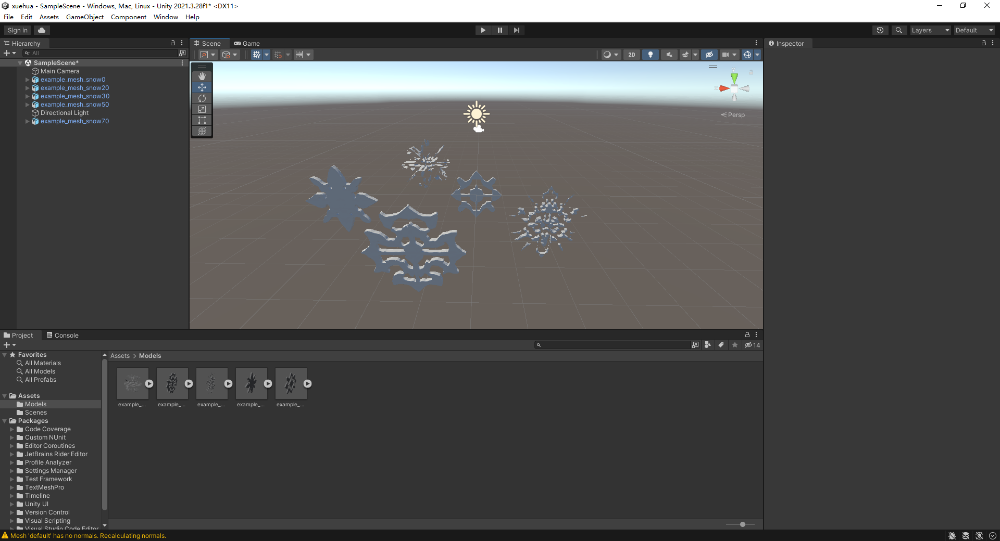 xuehua - SampleScene - Windows, Mac, Linux - Unity 2021.3.28f1* <DX11>
File Edit Assets GameObject Component Window Help
Sign in
Layers
Default
Hierarchy
All
SampleScene*
Main Camera
example_mesh_snow0
example_mesh_snow20
example_mesh_snow30
example_mesh_snow50
Directional Light
example_mesh_snow70
Scene
Game
2D
y
Persp
Inspector
Project
Console
14
Favorites
All Materials
All Models
All Prefabs
Assets
Models
Scenes
Packages
Code Coverage
Custom NUnit
Editor Coroutines
JetBrains Rider Editor
Profile Analyzer
Settings Manager
Test Framework
TextMeshPro
Timeline
Unity UI
Version Control
Visual Scripting
Visual Studio Code Editor
Assets > Models
example_...
example_...
example_...
example_...
example_...
Mesh 'default' has no normals. Recalculating normals.